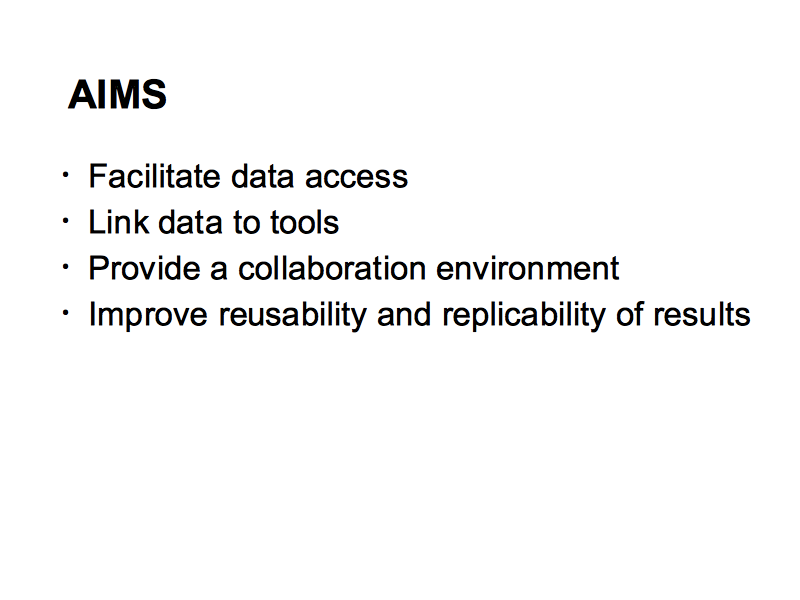 AIMS
· Facilitate data access
· Link data to tools
· Provide a collaboration environment
· Improve reusability and replicability of results